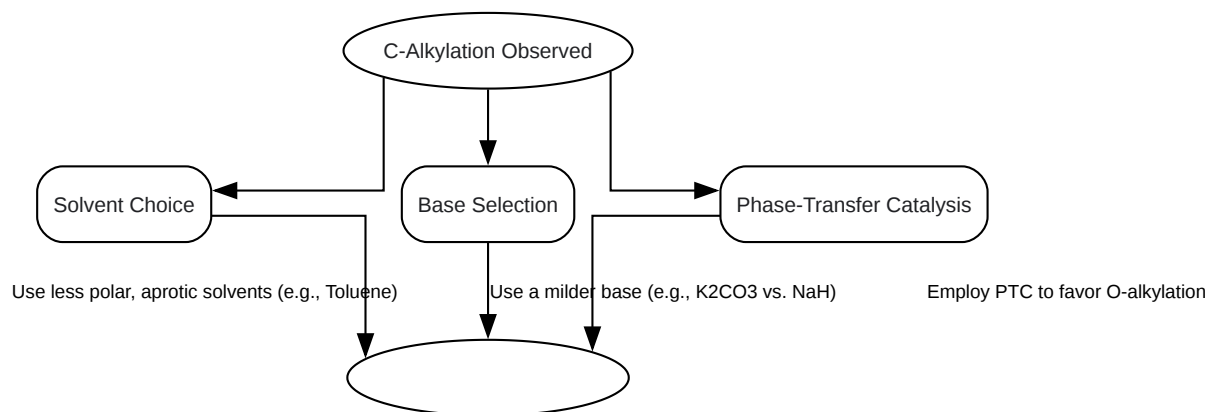 C-Alkylation Observed
Solvent Choice
Base Selection
Phase-Transfer Catalysis
Use less polar, aprotic solvents (e.g., Toluene)
Use a milder base (e.g., K2CO3 vs. NaH)
Employ PTC to favor O-alkylation